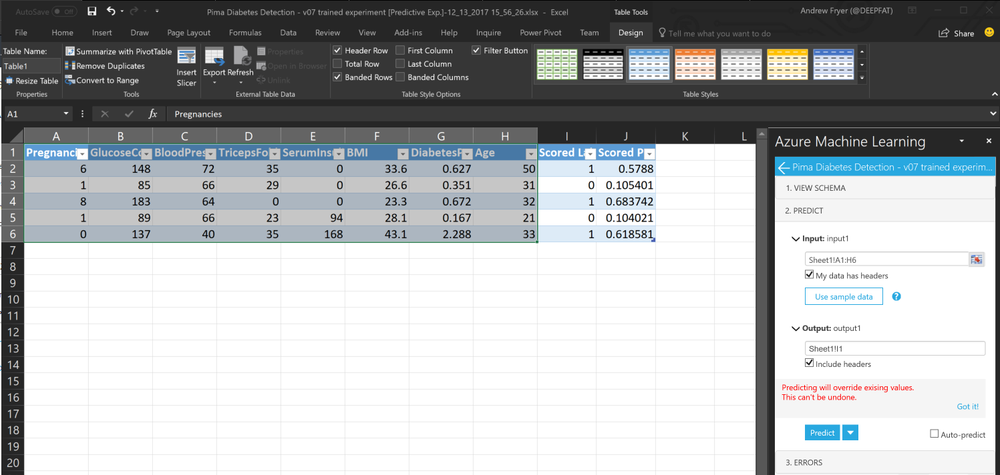 AutoSave Off
Pima Diabetes Detection - v07 trained experiment [Predictive Exp.]-12_13_2017 15_56_26.xlsx - Excel
Table Tools
Andrew Fryer (@DEEPFAT)
File Home Insert Draw Page Layout Formulas Data Review View Add-ins Help Inquire Power Pivot Team Design Tell me what you want to do Share
Table Name:
Table1
Resize Table
Properties
Summarize with PivotTable
Remove Duplicates
Convert to Range
Tools
Insert
Slicer
Export Refresh
Properties
Open in Browser
Unlink
External Table Data
Header Row First Column Filter Button
Total Row Last Column
Banded Rows Banded Columns
Table Style Options
Table Styles
A1 fx Pregnancies
A B C D E F G H I J K L
1 Pregnanci GlucoseCo BloodPres TricepsFo SerumInsu BMI DiabetesP Age Scored La Scored P
2 6 148 72 35 0 33.6 0.627 50 1 0.5788
3 1 85 66 29 0 26.6 0.351 31 0 0.105401
4 8 183 64 0 0 23.3 0.672 32 1 0.683742
5 1 89 66 23 94 28.1 0.167 21 0 0.104021
6 0 137 40 35 168 43.1 2.288 33 1 0.618581
7
8
9
10
11
12
13
14
15
16
17
18
19
20
Azure Machine Learning
Pima Diabetes Detection - v07 trained experim...
1. VIEW SCHEMA
2. PREDICT
Input: input1
Sheet1!A1:H6
My data has headers
Use sample data ?
Output: output1
Sheet1!I1
Include headers
Predicting will override exising values.
This can't be undone.
Got it!
Predict
Auto-predict
3. ERRORS